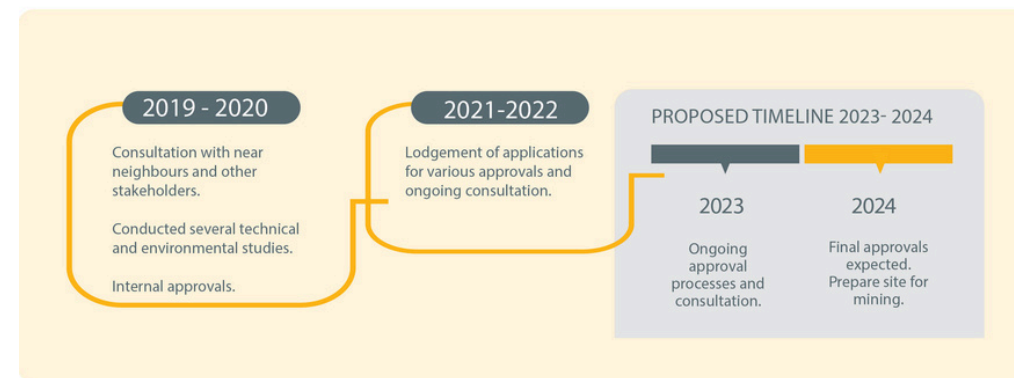 2019 - 2020
Consultation with near
neighbours and other
stakeholders.
Conducted several technical
and environmental studies.
Internal approvals.
2021-2022
Lodgement of applications
for various approvals and
ongoing consultation.
PROPOSED TIMELINE 2023- 2024
2023
Ongoing
approval
processes and
consultation.
2024
Final approvals
expected.
Prepare site for
mining.